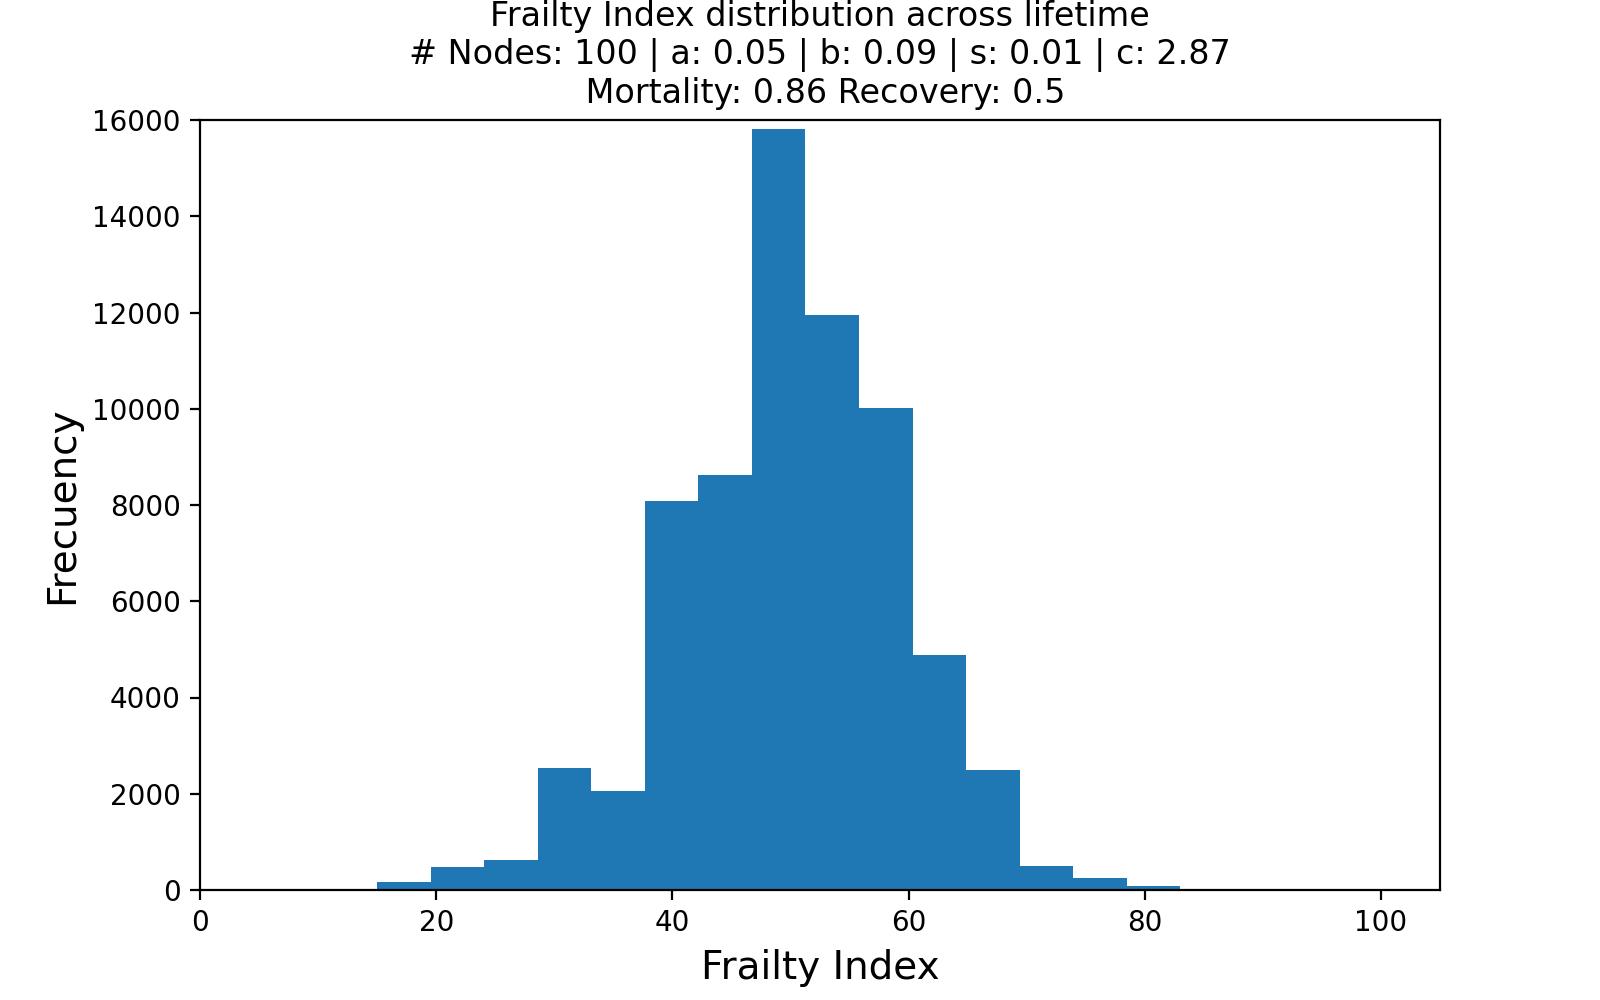 Frailty Index distribution across lifetime
# Nodes: 100 | a: 0.05 | b: 0.09 | s: 0.01 | c: 2.87
Mortality: 0.86 Recovery: 0.5
16000
14000
12000
10000
8000
6000
4000
2000
0
Frecuency
0 20 40 60 80 100
Frailty Index